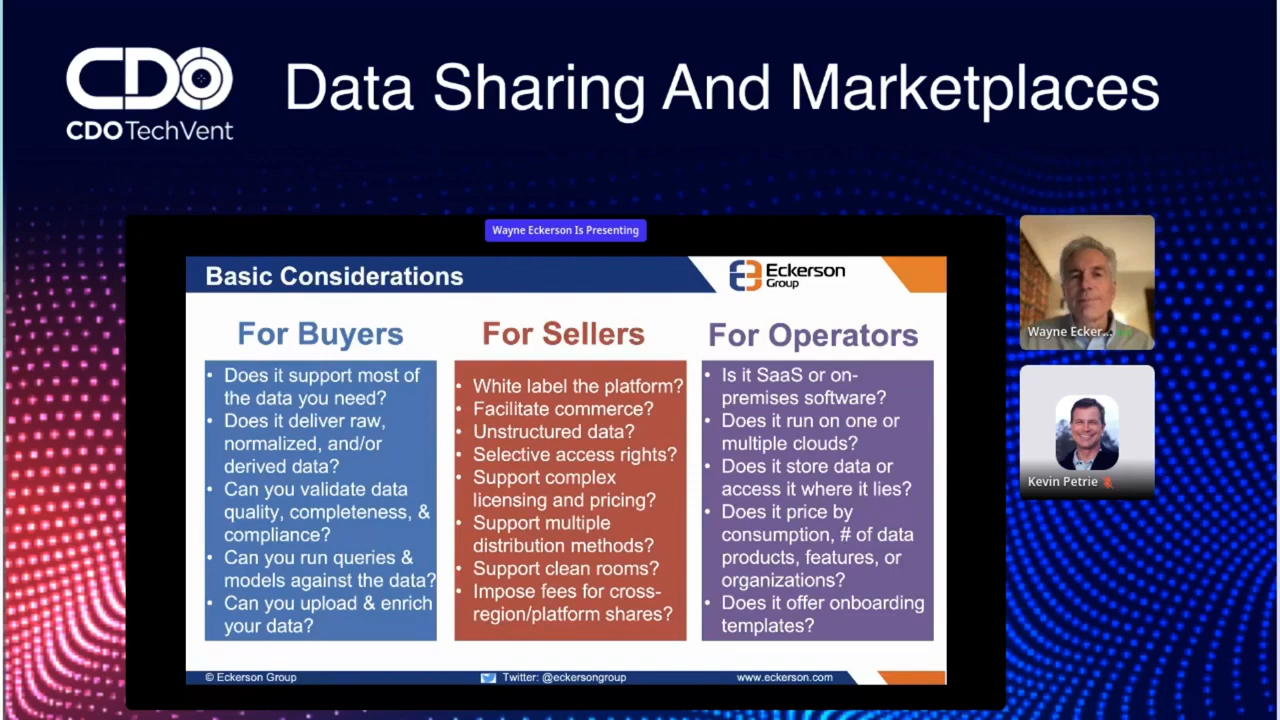 CDO
CDO TechVent
Data Sharing And Marketplaces
Wayne Eckerson Is Presenting
Basic Considerations
Eckerson
Group
For Buyers
• Does it support most of
the data you need?
• Does it deliver raw,
normalized, and/or
derived data?
• Can you validate data
quality, completeness, &
compliance?
• Can you run queries &
models against the data?
• Can you upload & enrich
your data?
For Sellers
• White label the platform?
• Facilitate commerce?
• Unstructured data?
• Selective access rights?
• Support complex
licensing and pricing?
• Support multiple
distribution methods?
• Support clean rooms?
• Impose fees for cross-
region/platform shares?
For Operators
• Is it SaaS or on-
premises software?
• Does it run on one or
multiple clouds?
• Does it store data or
access it where it lies?
• Does it price by
consumption, # of data
products, features, or
organizations?
• Does it offer onboarding
templates?
© Eckerson Group
Twitter: @eckersongroup
www.eckerson.com
Wayne Ecker...
Kevin Petrie